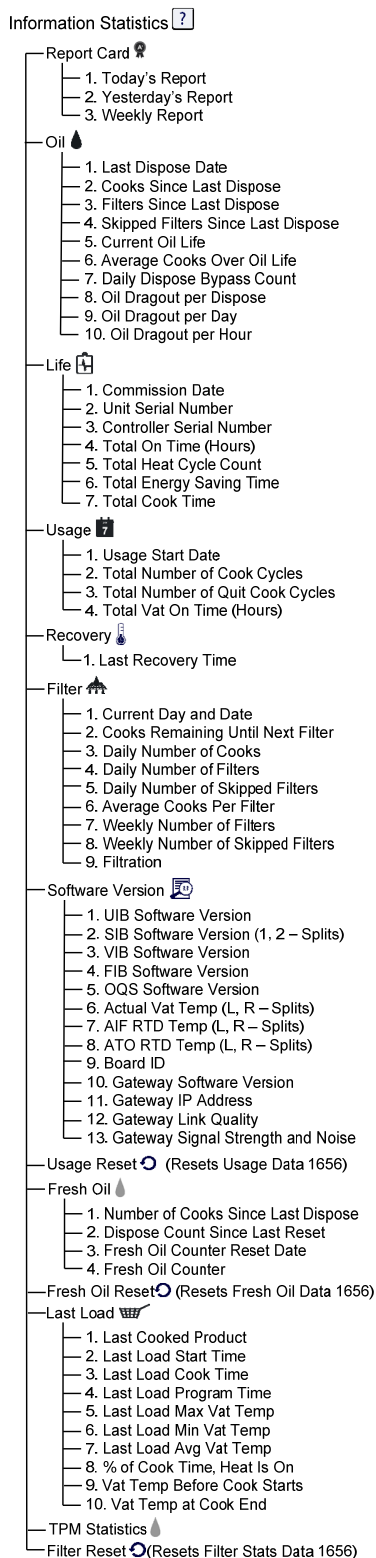 Information Statistics ?
Report Card
1. Today's Report
2. Yesterday's Report
3. Weekly Report
Oil
1. Last Dispose Date
2. Cooks Since Last Dispose
3. Filters Since Last Dispose
4. Skipped Filters Since Last Dispose
5. Current Oil Life
6. Average Cooks Over Oil Life
7. Daily Dispose Bypass Count
8. Oil Dragout per Dispose
9. Oil Dragout per Day
10. Oil Dragout per Hour
Life
1. Commission Date
2. Unit Serial Number
3. Controller Serial Number
4. Total On Time (Hours)
5. Total Heat Cycle Count
6. Total Energy Saving Time
7. Total Cook Time
Usage 7
1. Usage Start Date
2. Total Number of Cook Cycles
3. Total Number of Quit Cook Cycles
4. Total Vat On Time (Hours)
Recovery
1. Last Recovery Time
Filter
1. Current Day and Date
2. Cooks Remaining Until Next Filter
3. Daily Number of Cooks
4. Daily Number of Filters
5. Daily Number of Skipped Filters
6. Average Cooks Per Filter
7. Weekly Number of Filters
8. Weekly Number of Skipped Filters
9. Filtration
Software Version
1. UIB Software Version
2. SIB Software Version (1, 2 – Splits)
3. VIB Software Version
4. FIB Software Version
5. OQS Software Version
6. Actual Vat Temp (L, R – Splits)
7. AIF RTD Temp (L, R – Splits)
8. ATO RTD Temp (L, R – Splits)
9. Board ID
10. Gateway Software Version
11. Gateway IP Address
12. Gateway Link Quality
13. Gateway Signal Strength and Noise
Usage Reset (Resets Usage Data 1656)
Fresh Oil
1. Number of Cooks Since Last Dispose
2. Dispose Count Since Last Reset
3. Fresh Oil Counter Reset Date
4. Fresh Oil Counter
Fresh Oil Reset (Resets Fresh Oil Data 1656)
Last Load
1. Last Cooked Product
2. Last Load Start Time
3. Last Load Cook Time
4. Last Load Program Time
5. Last Load Max Vat Temp
6. Last Load Min Vat Temp
7. Last Load Avg Vat Temp
8. % of Cook Time, Heat Is On
9. Vat Temp Before Cook Starts
10. Vat Temp at Cook End
TPM Statistics
Filter Reset (Resets Filter Stats Data 1656)